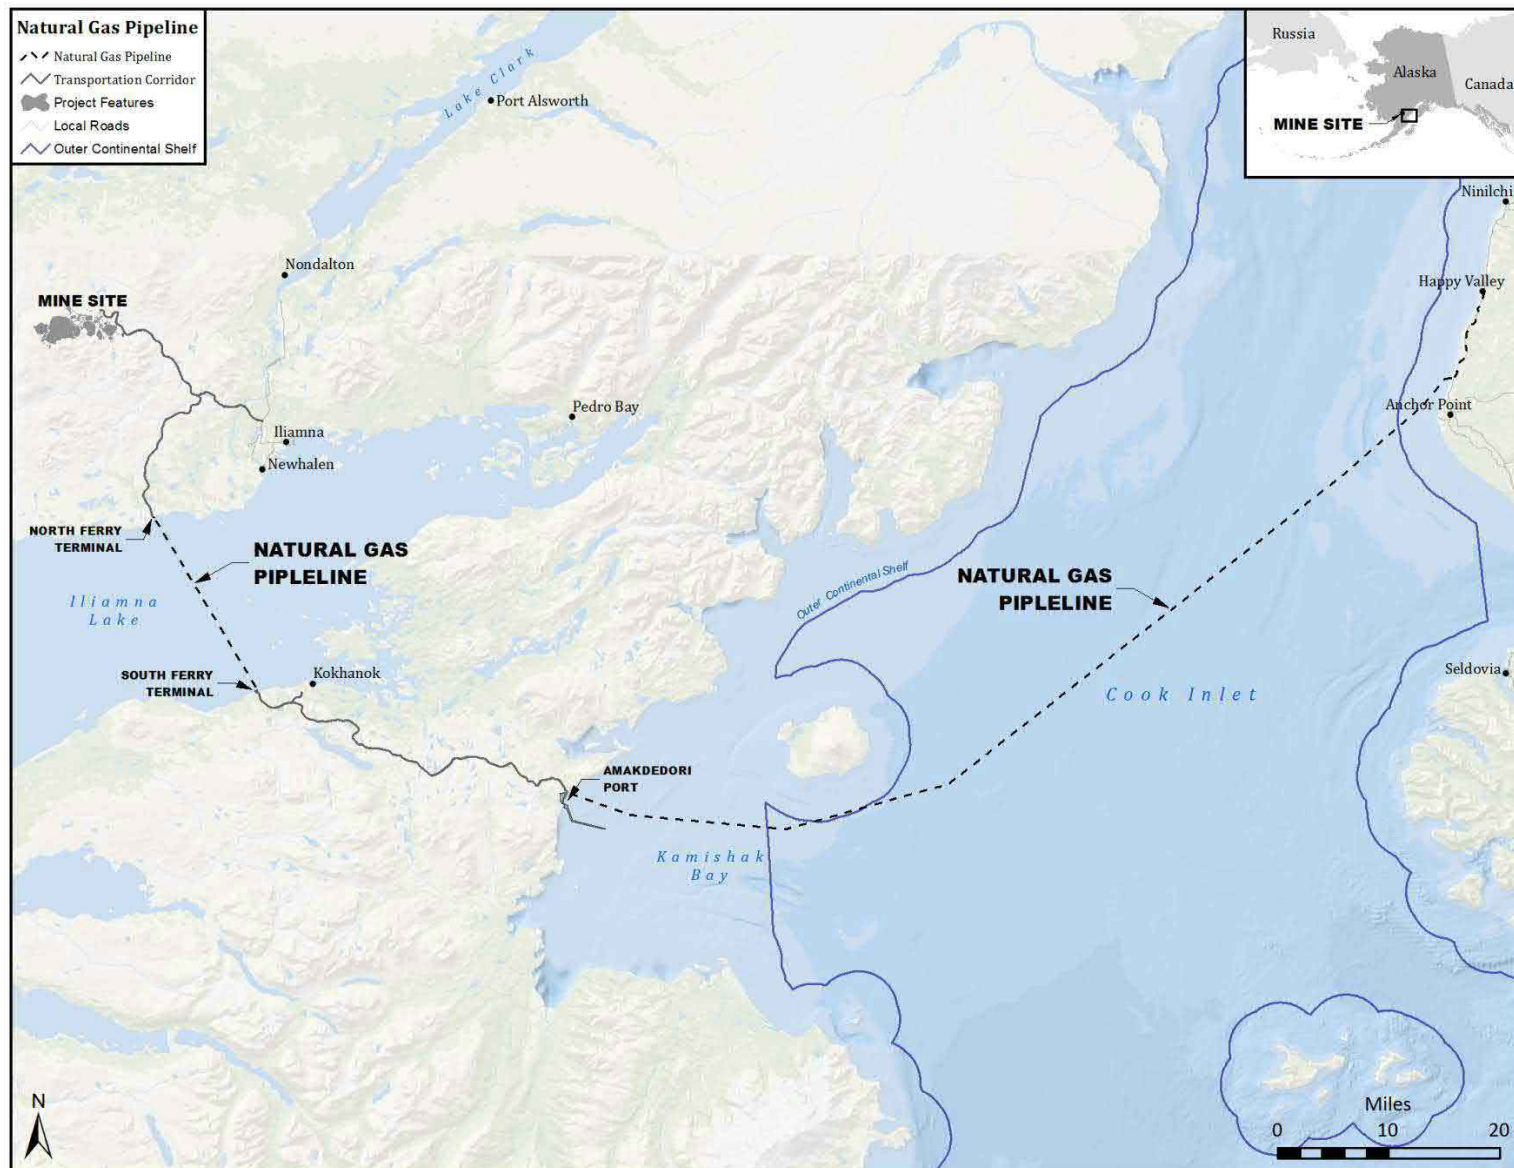 Natural Gas Pipeline
Natural Gas Pipeline
Transportation Corridor
Project Features
Local Roads
Outer Continental Shelf
Russia
Alaska
Canada
MINE SITE
Lake Clark
Port Alsworth
Ninilchi
Nondalton
Happy Valley
MINE SITE
Pedro Bay
Anchor Point
Iliamna
Newhalen
NORTH FERRY
TERMINAL
NATURAL GAS
PIPLELINE
Outer Continental Shelf
NATURAL GAS
PIPLELINE
Iliamna
Lake
SOUTH FERRY
TERMINAL
Kokhanok
Seldovia
Cook Inlet
AMAKDEDORI
PORT
Kamishak
Bay
N
Miles
0 10 20